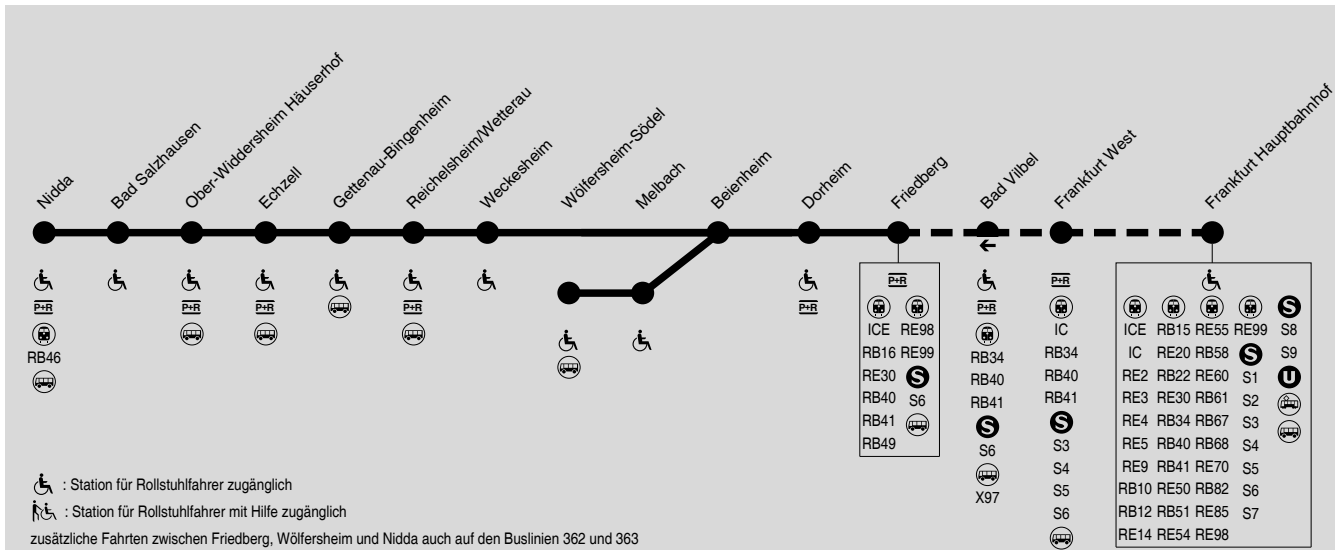 Nidda
Bad Salzhausen
Ober-Widdersheim Häuserhof
Echzell
Gettenau-Bingenheim
Reichelsheim/Wetterau
Weckesheim
Wölfersheim-Södel
Melbach
Beienheim
Dorheim
Friedberg
Bad Vilbel
Frankfurt West
Frankfurt Hauptbahnhof
P+R
RB46
P+R
P+R
P+R
P+R
P+R
ICE RE98
RB16 RE99
RE30 S
RB40 S6
RB41
RB49
P+R
RB34
RB40
RB41
S
S6
X97
P+R
IC
RB34
RB40
RB41
S
S3
S4
S5
S6
S
ICE RB15 RE55 RE99 S8
IC RE20 RB58 S S9
RE2 RB22 RE60 S1 U
RE3 RE30 RB61 S2
RE4 RB34 RB67 S3
RE5 RB40 RB68 S4
RE9 RB41 RE70 S5
RB10 RE50 RB82 S6
RB12 RB51 RE85 S7
RE14 RE54 RE98
: Station für Rollstuhlfahrer zugänglich
: Station für Rollstuhlfahrer mit Hilfe zugänglich
zusätzliche Fahrten zwischen Friedberg, Wölfersheim und Nidda auch auf den Buslinien 362 und 363